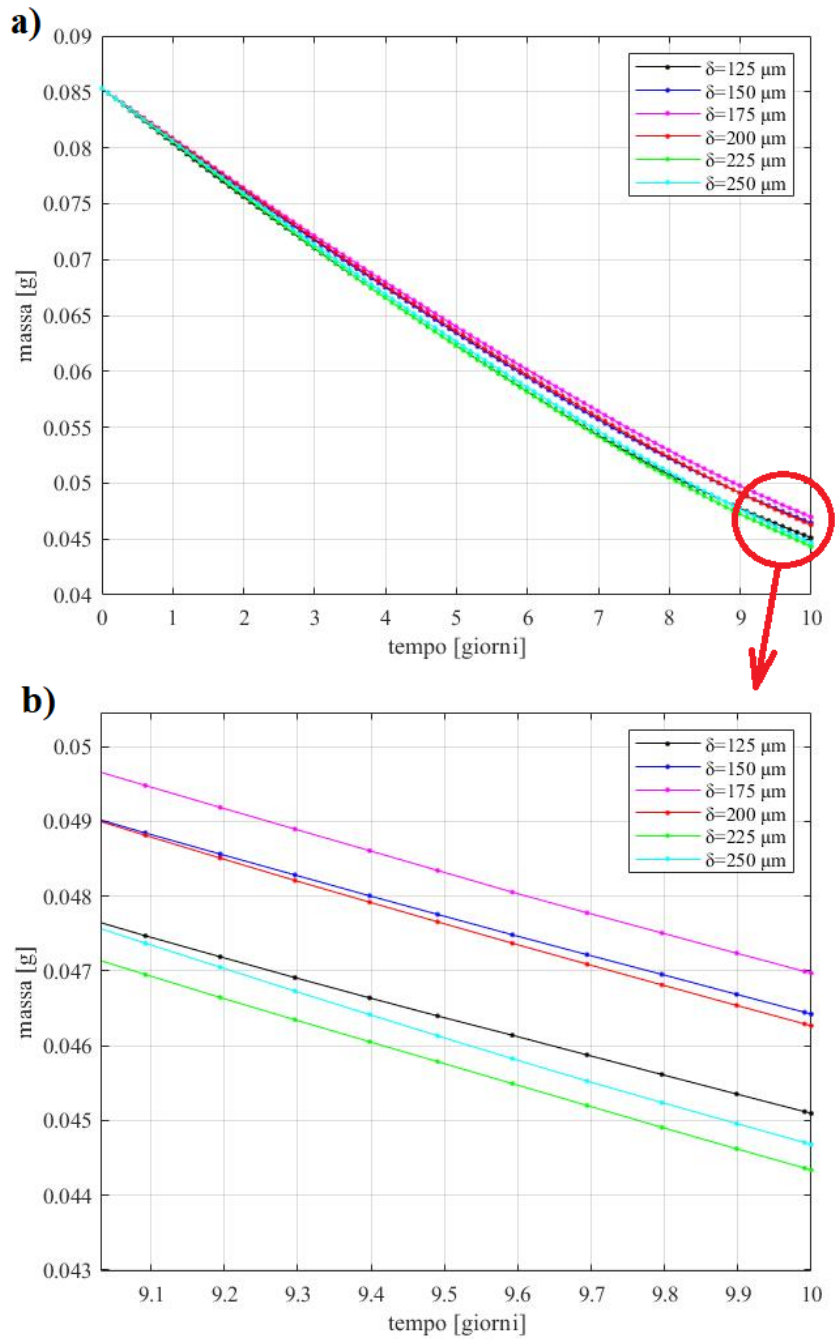 a)
0.09
0.085
0.08
0.075
0.07
0.065
0.06
0.055
0.05
0.045
0.04
massa [g]
0 1 2 3 4 5 6 7 8 9 10
tempo [giorni]
δ=125 μm
δ=150 μm
δ=175 μm
δ=200 μm
δ=225 μm
δ=250 μm
b)
0.05
0.049
0.048
0.047
0.046
0.045
0.044
0.043
massa [g]
9.1 9.2 9.3 9.4 9.5 9.6 9.7 9.8 9.9 10
tempo [giorni]
δ=125 μm
δ=150 μm
δ=175 μm
δ=200 μm
δ=225 μm
δ=250 μm